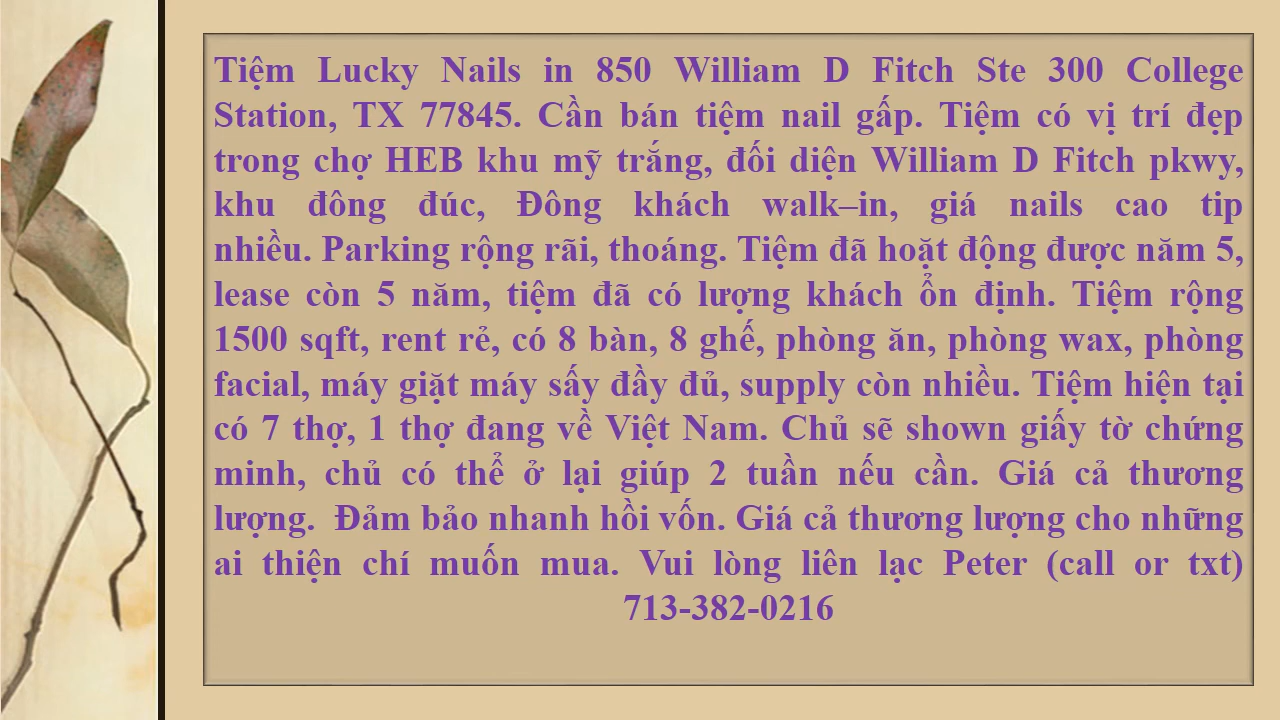 Tiệm Lucky Nails in 850 William D Fitch Ste 300 College
Station, TX 77845. Cần bán tiệm nail gấp. Tiệm có vị trí đẹp
trong chợ HEB khu mỹ trắng, đối diện William D Fitch pkwy,
khu đông đúc, Đông khách walk–in, giá nails cao tip
nhiều. Parking rộng rãi, thoáng. Tiệm đã hoạt động được năm 5,
lease còn 5 năm, tiệm đã có lượng khách ổn định. Tiệm rộng
1500 sqft, rent rẻ, có 8 bàn, 8 ghế, phòng ăn, phòng wax, phòng
facial, máy giặt máy sấy đầy đủ, supply còn nhiều. Tiệm hiện tại
có 7 thợ, 1 thợ đang về Việt Nam. Chủ sẽ shown giấy tờ chứng
minh, chủ có thể ở lại giúp 2 tuần nếu cần. Giá cả thương
lượng.  Đảm bảo nhanh hồi vốn. Giá cả thương lượng cho những
ai thiện chí muốn mua. Vui lòng liên lạc Peter (call or txt)
713-382-0216